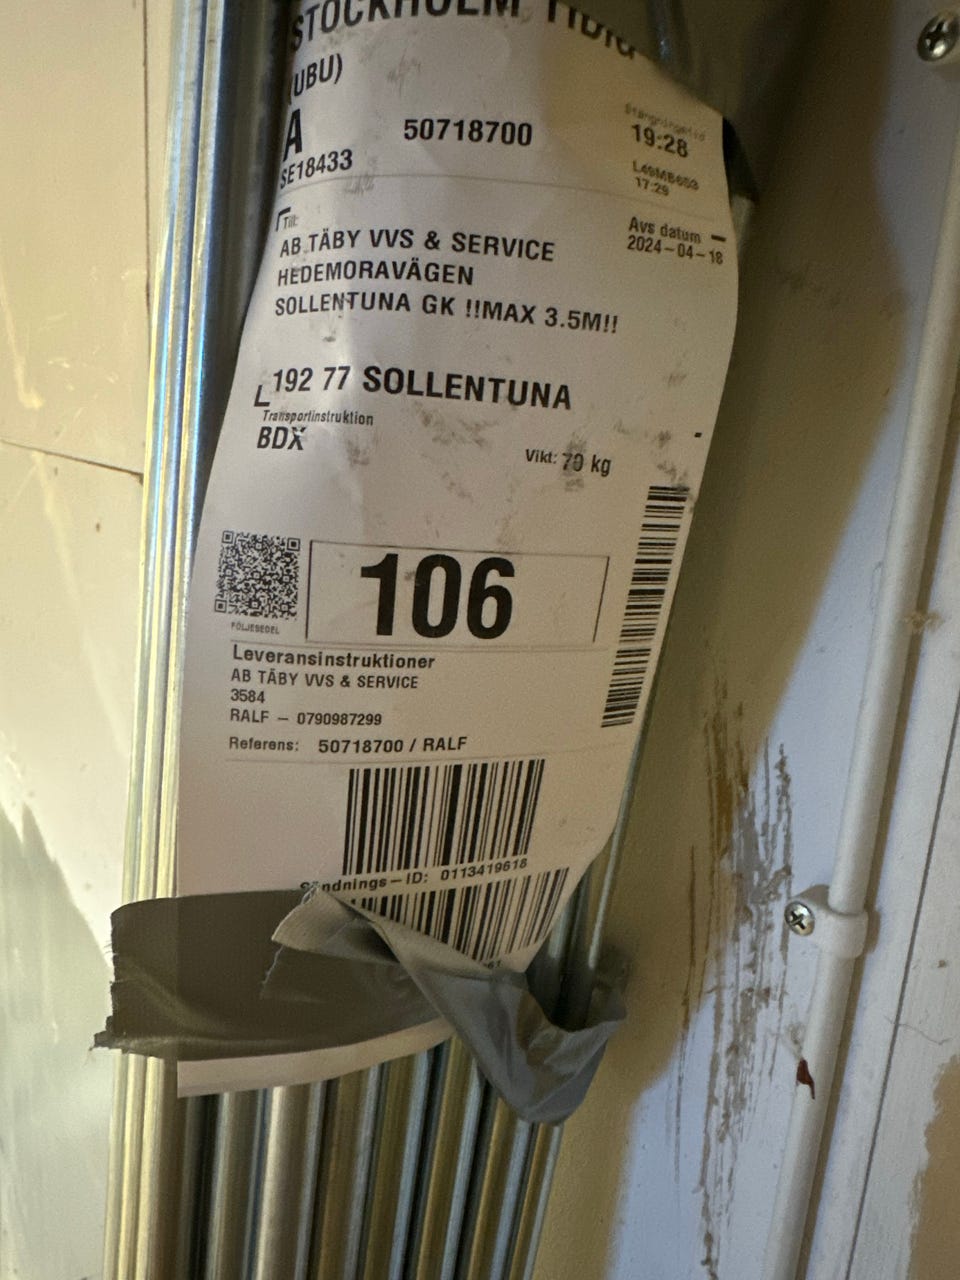 STOCKHOLM Tidig
(UBU)
A
50718700
Stängningstid
19:28
SE18433
17:29
Till:
Avs datum
2024-04-18
AB TÄBY VVS & SERVICE
HEDEMORAVÄGEN
SOLLENTUNA GK !!MAX 3.5M!!
192 77 SOLLENTUNA
Transportinstruktion
BDX
Vikt: 70 kg
106
FÖLJESEDEL
Leveransinstruktioner
AB TÄBY VVS & SERVICE
3584
RALF - 0790987299
Referens: 50718700 / RALF
Sändnings-ID: 0113419618